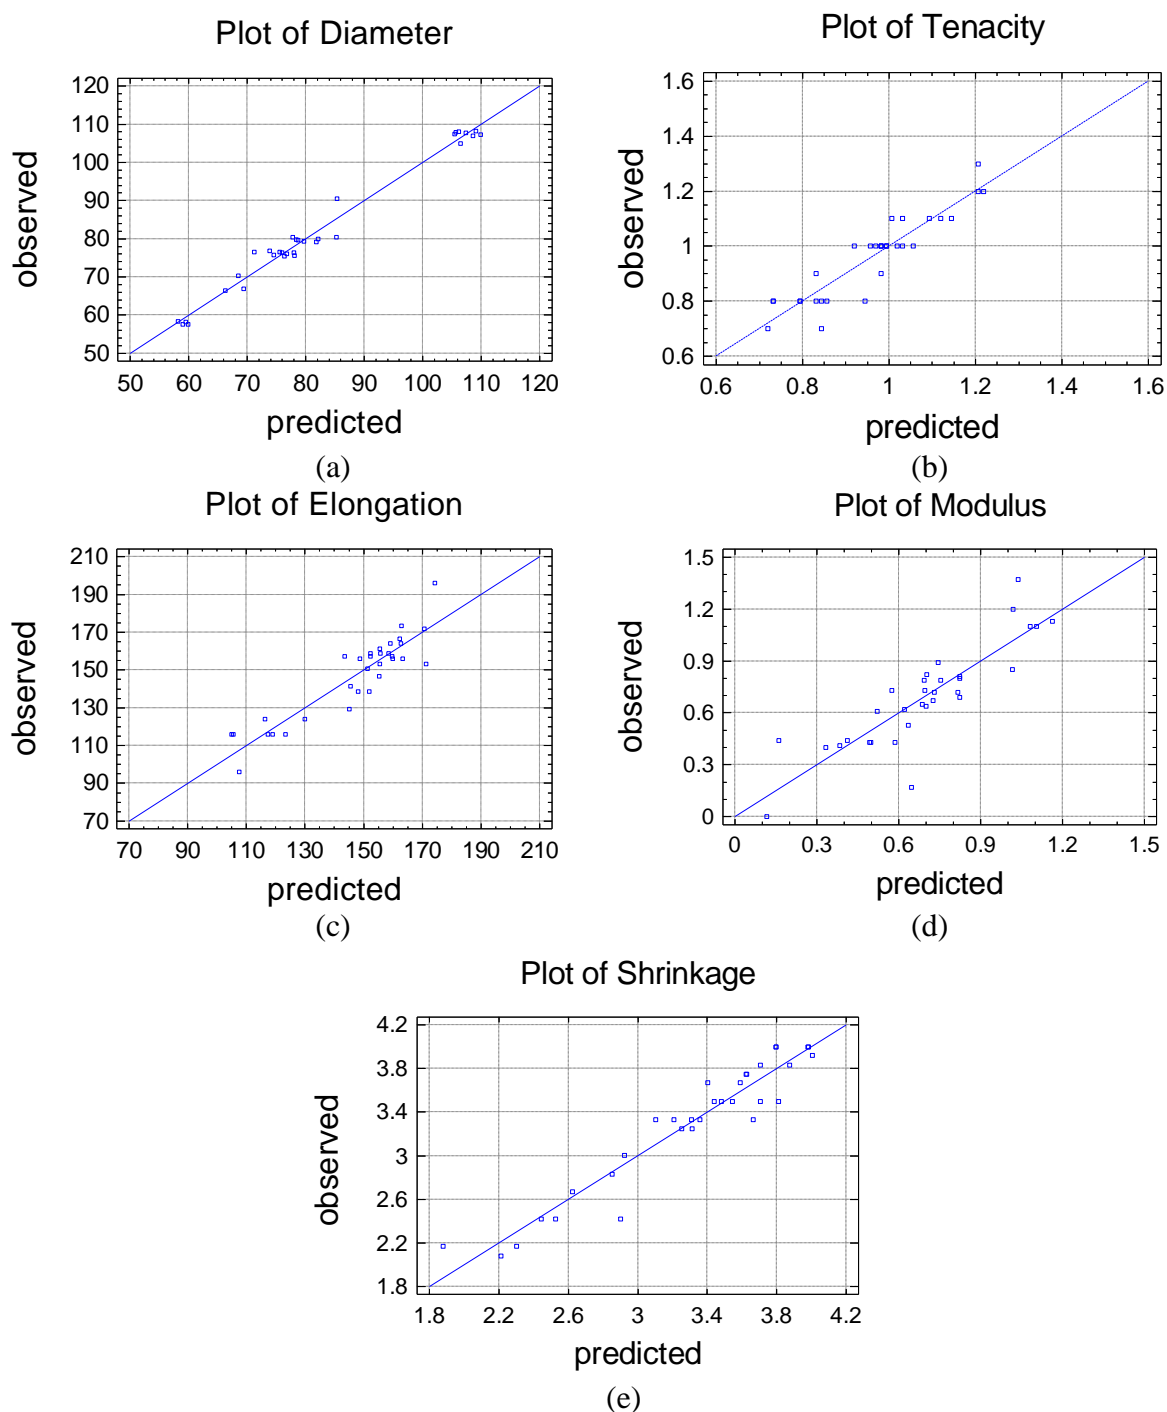 Plot of Diameter
120
110
100
90
80
70
60
50
observed
50 60 70 80 90 100 110 120
predicted
(a)
Plot of Tenacity
1.6
1.4
1.2
1
0.8
0.6
observed
0.6 0.8 1 1.2 1.4 1.6
predicted
(b)
Plot of Elongation
210
190
170
150
130
110
90
70
observed
70 90 110 130 150 170 190 210
predicted
(c)
Plot of Modulus
1.5
1.2
0.9
0.6
0.3
0
observed
0 0.3 0.6 0.9 1.2 1.5
predicted
(d)
Plot of Shrinkage
4.2
3.8
3.4
3
2.6
2.2
1.8
observed
1.8 2.2 2.6 3 3.4 3.8 4.2
predicted
(e)